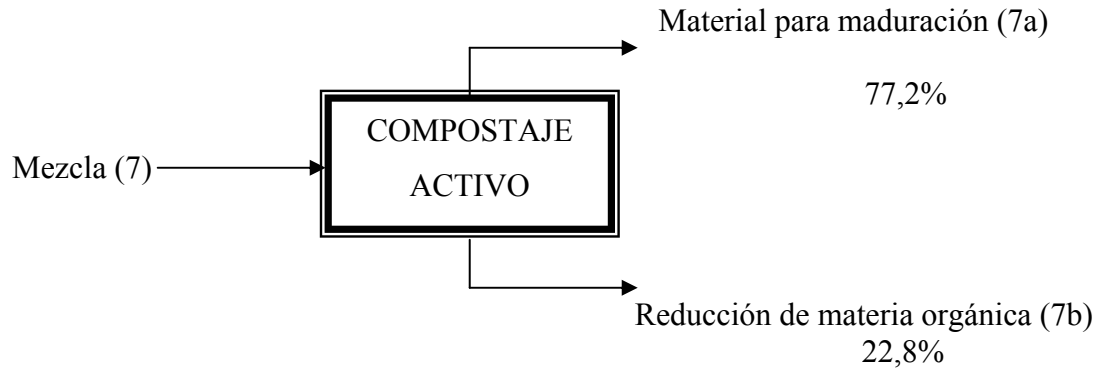 Material para maduración (7a)
77,2%
COMPOSTAJE
ACTIVO
Mezcla (7)
Reducción de materia orgánica (7b)
22,8%